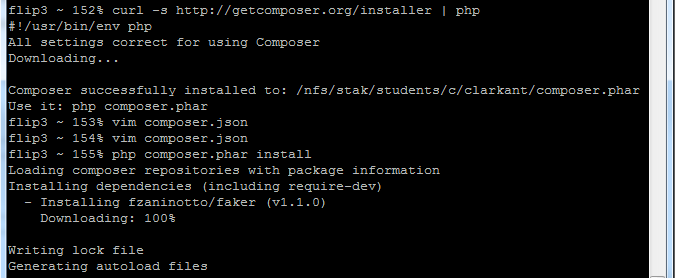 flip3 ~ 152% curl -s http://getcomposer.org/installer | php
#!/usr/bin/env php
All settings correct for using Composer
Downloading...
Composer successfully installed to: /nfs/stak/students/c/clarkant/composer.phar
Use it: php composer.phar
flip3 ~ 153% vim composer.json
flip3 ~ 154% vim composer.json
flip3 ~ 155% php composer.phar install
Loading composer repositories with package information
Installing dependencies (including require-dev)
  - Installing fzaninotto/faker (v1.1.0)
    Downloading: 100%
Writing lock file
Generating autoload files